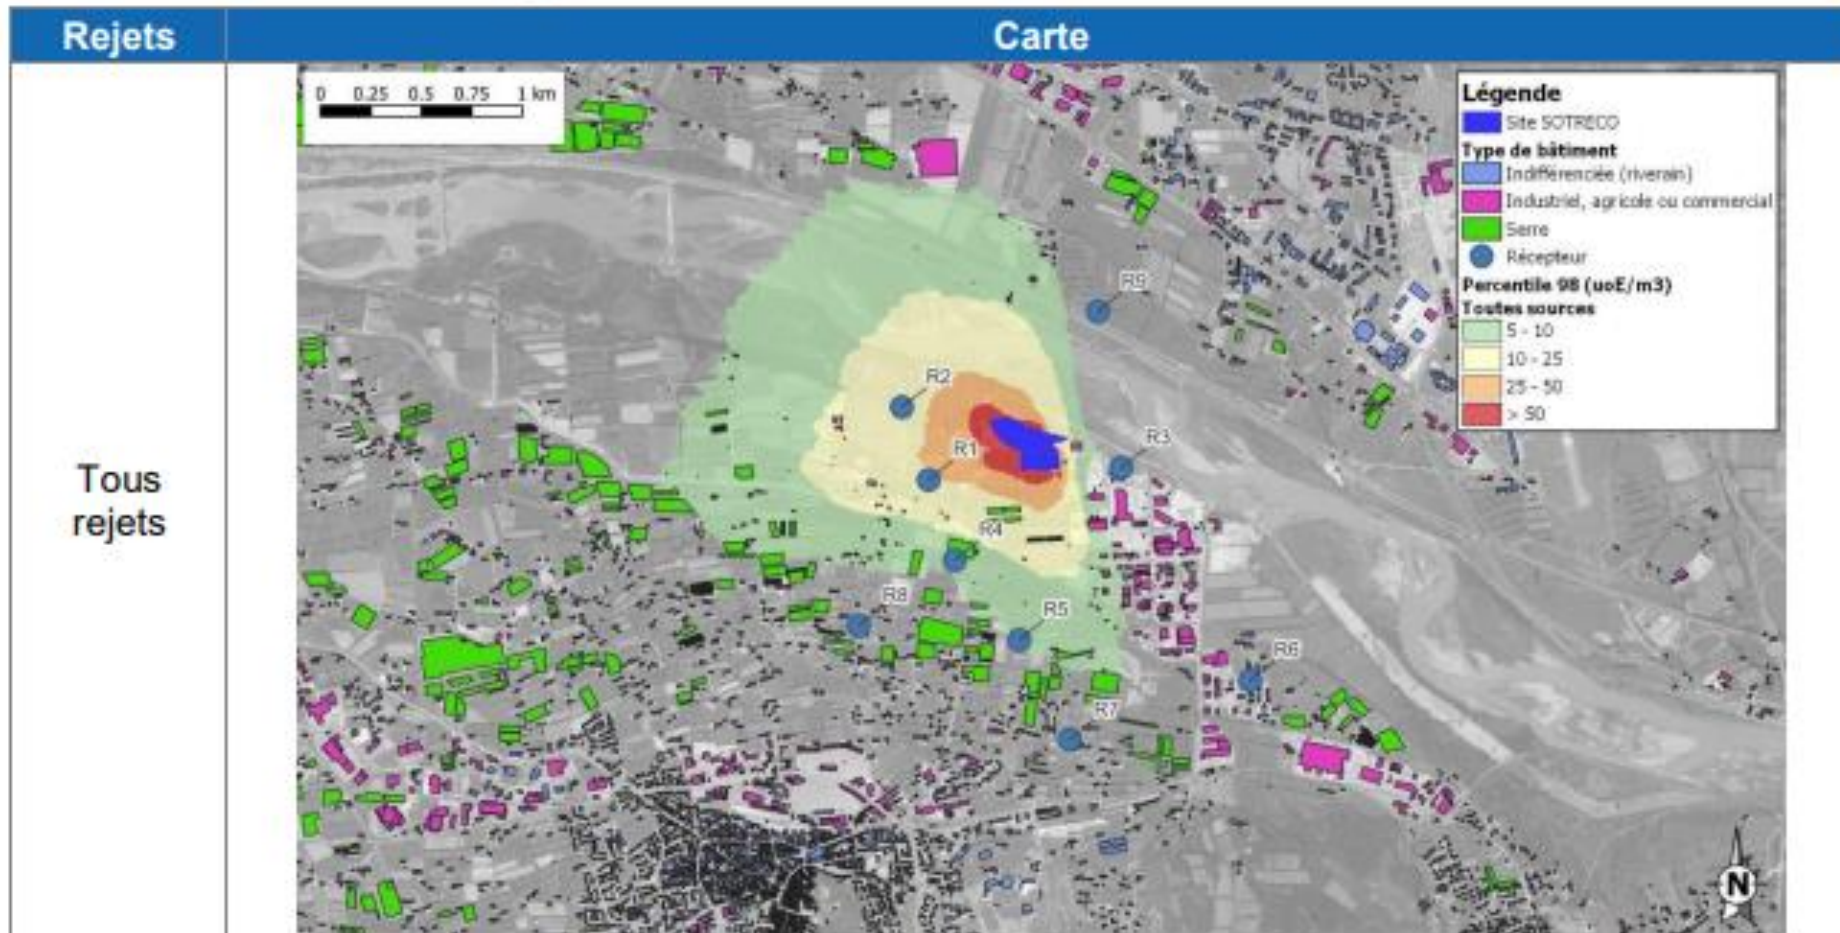 Rejets
Carte
Tous
rejets
0 0.25 0.5 0.75 1 km
Légende
Site SOTRECO
Type de bâtiment
Indifférenciée (riverain)
Industriel, agricole ou commercial
Serre
Récepteur
Percentile 98 (uoE/m3)
Toutes sources
5 - 10
10 - 25
25 - 50
> 50
R9
R2
R3
R1
R4
R8
R5
R6
R7
N